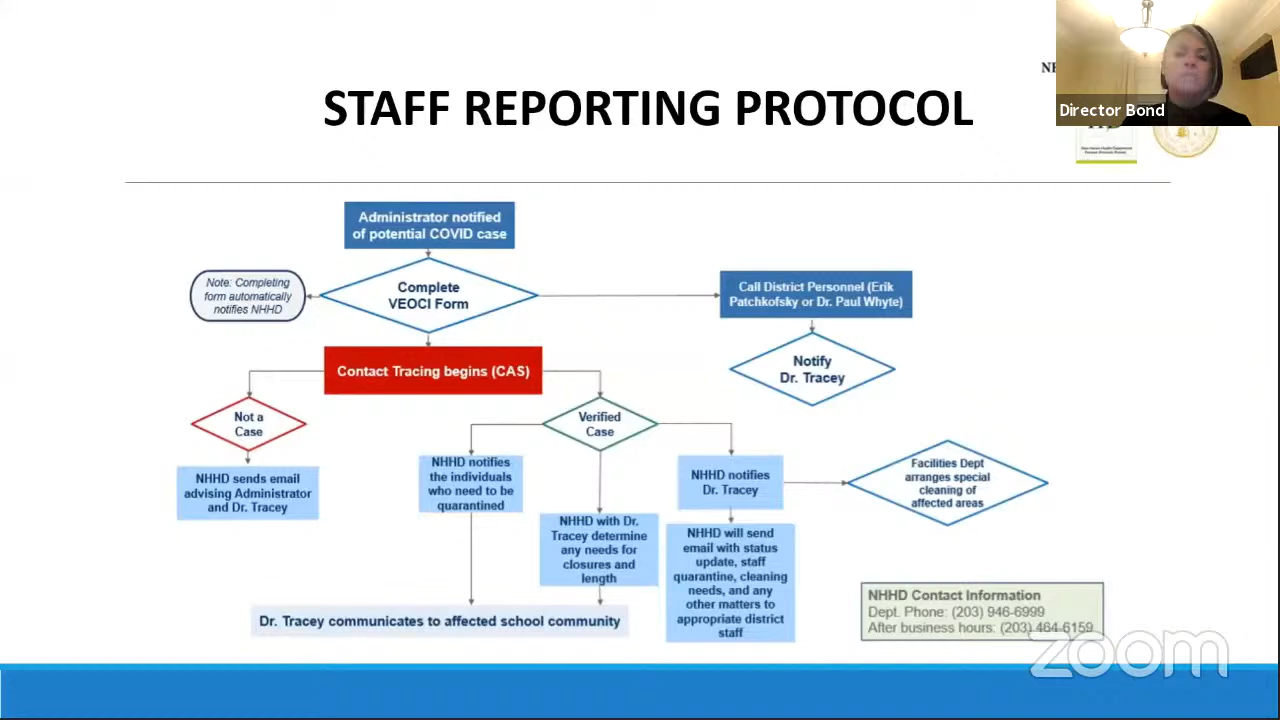 STAFF REPORTING PROTOCOL
Director Bond
Administrator notified
of potential COVID case
Note: Completing
form automatically
notifies NHHD
Complete
VEOCI Form
Call District Personnel (Erik
Patchkofsky or Dr. Paul Whyte)
Notify
Dr. Tracey
Contact Tracing begins (CAS)
Not a
Case
Verified
Case
NHHD sends email
advising Administrator
and Dr. Tracey
NHHD notifies
the individuals
who need to be
quarantined
NHHD with Dr.
Tracey determine
any needs for
closures and
length
NHHD notifies
Dr. Tracey
Facilities Dept
arranges special
cleaning of
affected areas
NHHD will send
email with status
update, staff
quarantine, cleaning
needs, and any
other matters to
appropriate district
staff
Dr. Tracey communicates to affected school community
NHHD Contact Information
Dept. Phone: (203) 946-6999
After business hours: (203) 464-6159
zoom